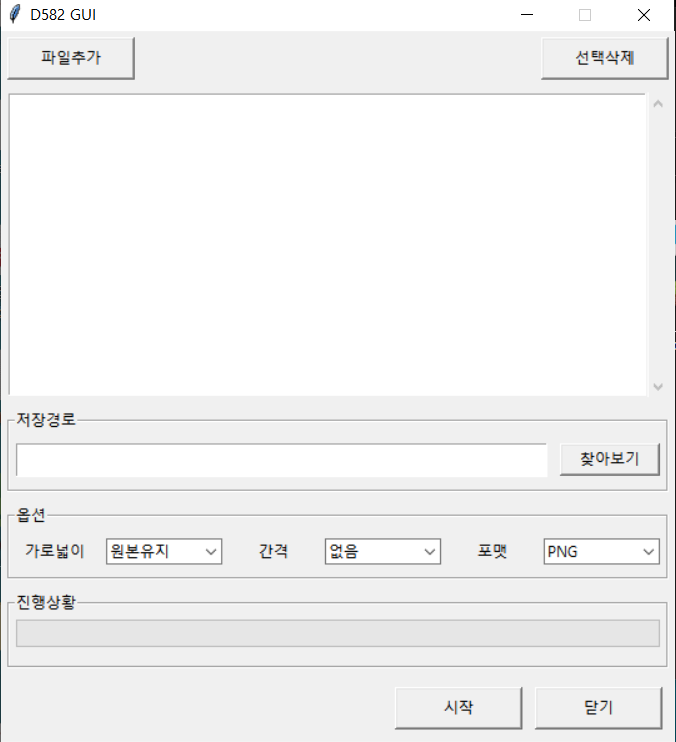 D582 GUI
파일추가 선택삭제
저장경로
찾아보기
옵션
가로넓이 원본유지 간격 없음 포맷 PNG
진행상황
시작 닫기